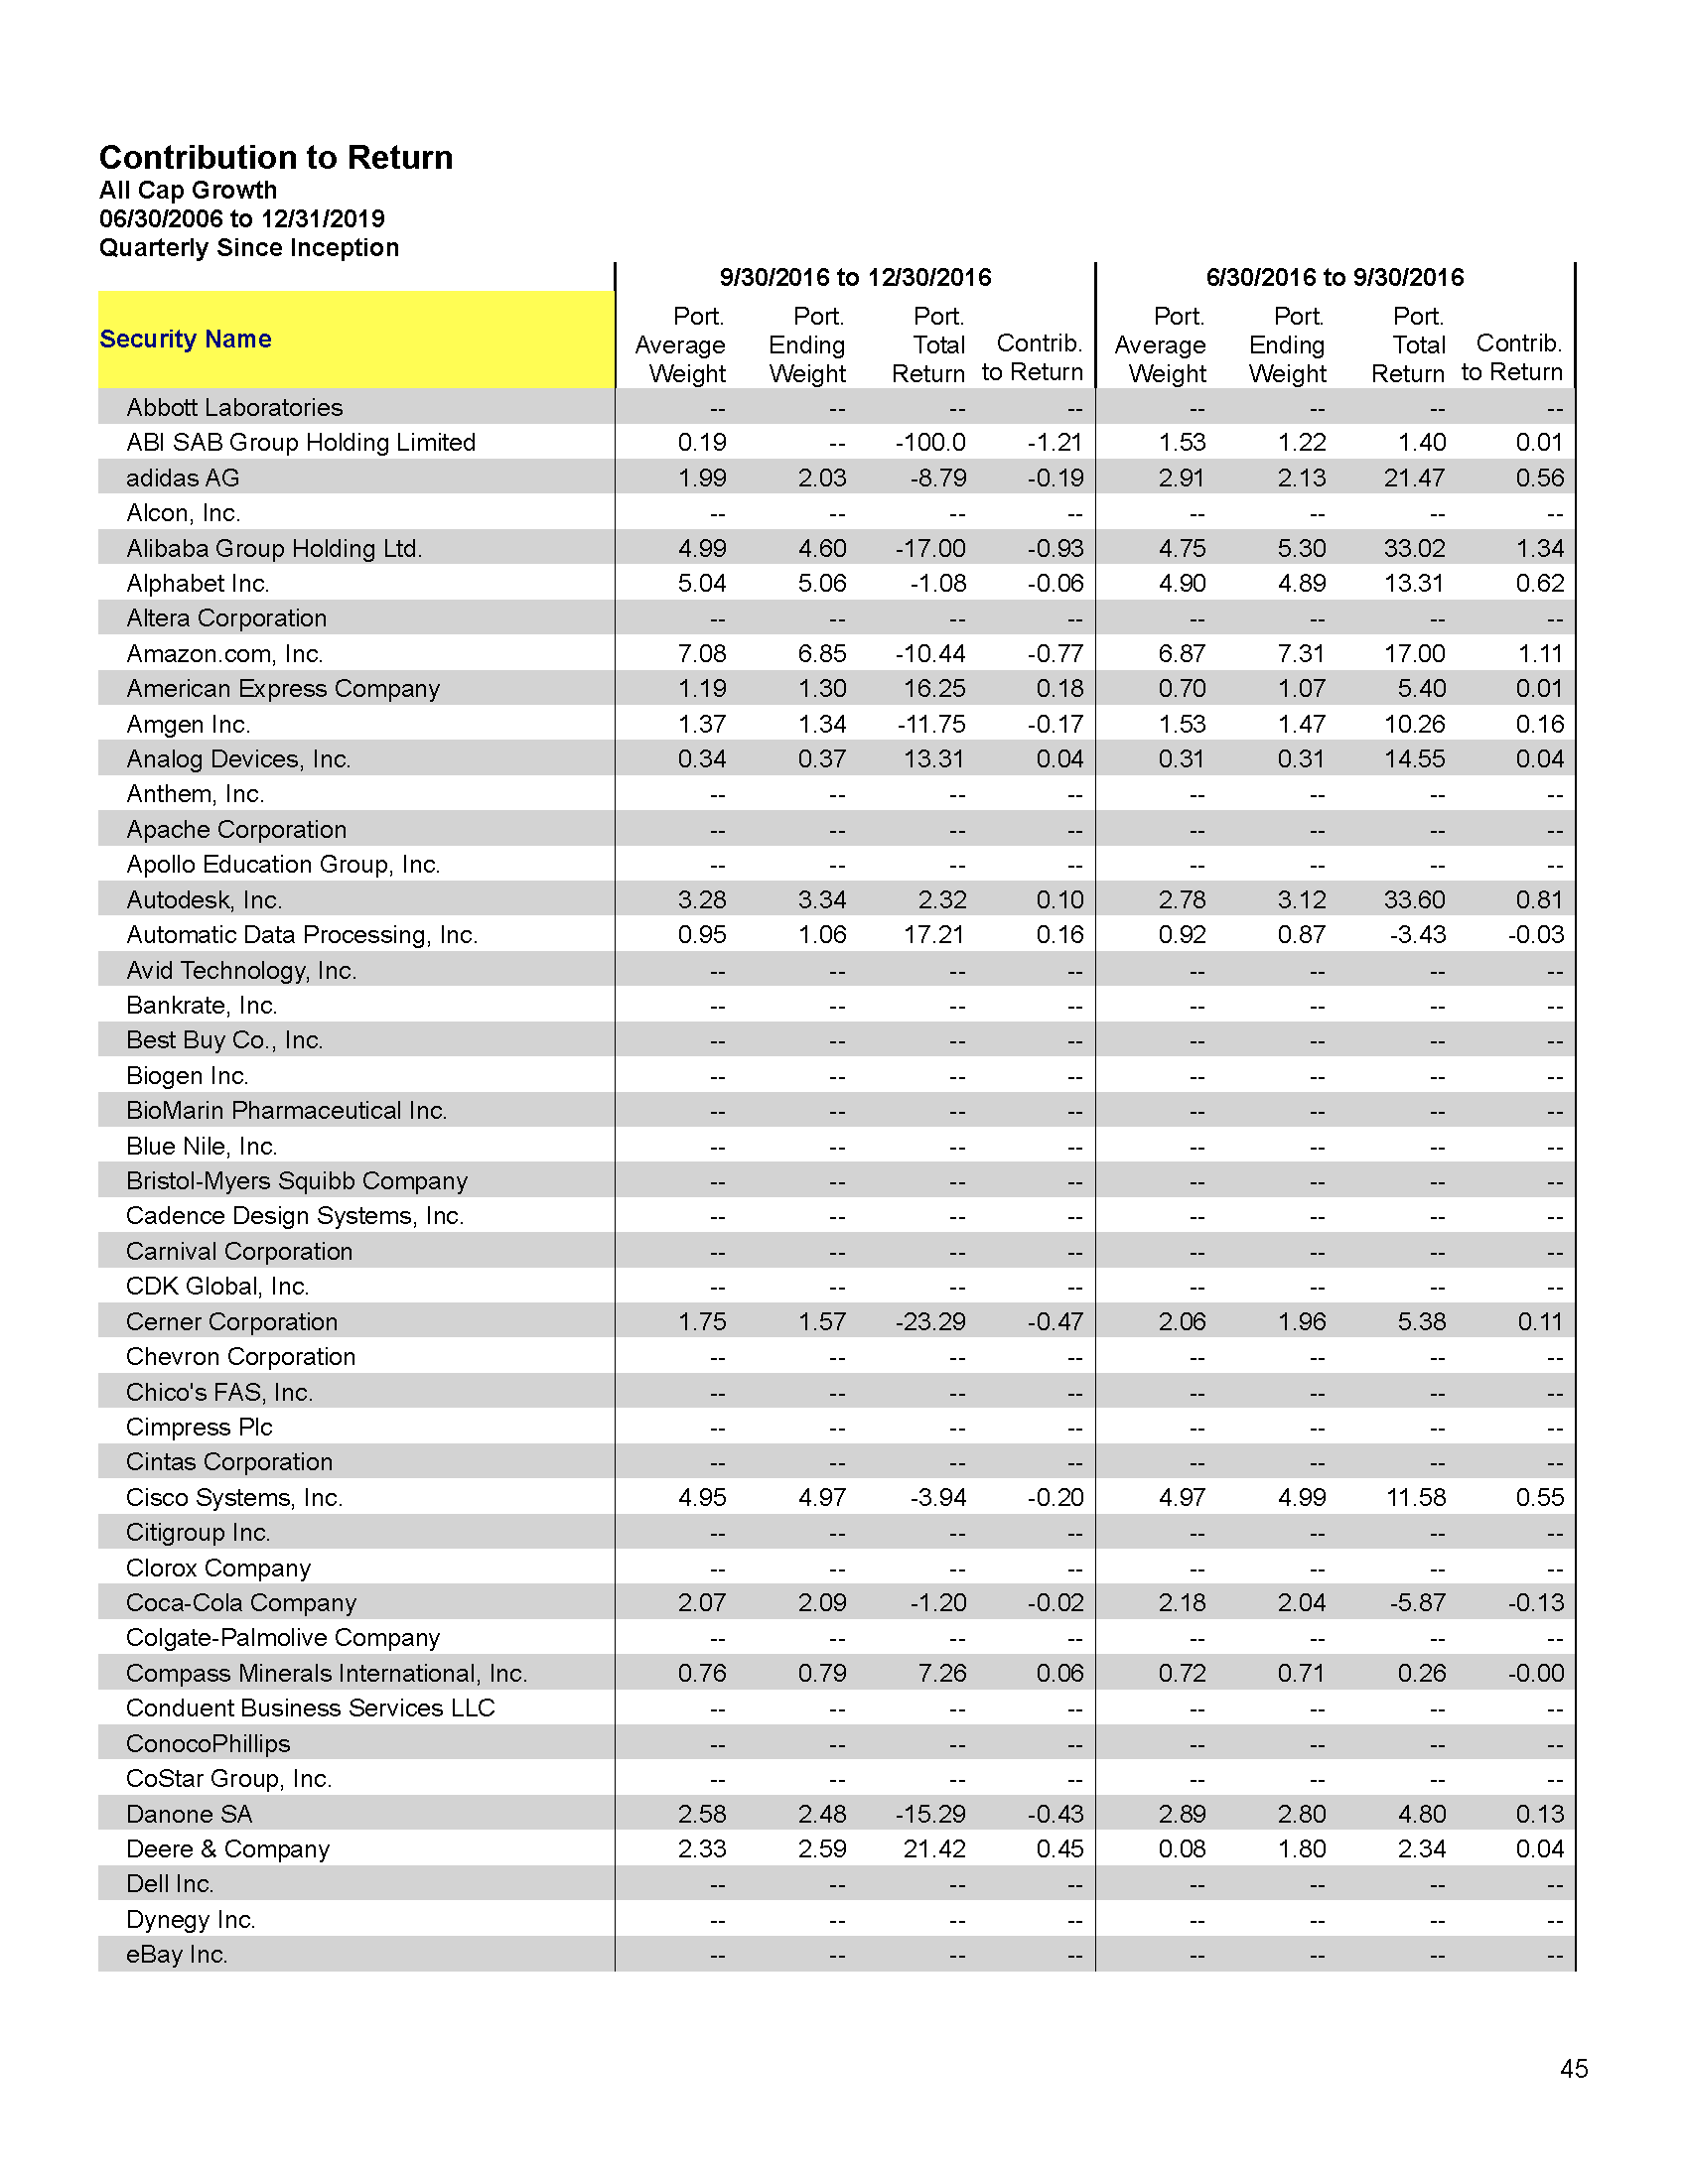 Contribution to Return
All Cap Growth
06/30/2006 to 12/31/2019
Quarterly Since Inception
9/30/2016 to 12/30/2016 6/30/2016 to 9/30/2016
Security Name
Port. Port. Port. Port. Port. Port.
Average Ending Total Contrib. Average Ending Total Contrib.
Weight Weight Return to Return Weight Weight Return to Return
Abbott Laboratories -- -- -- -- -- -- -- --
ABI SAB Group Holding Limited 0.19 -- -100.0 -1.21 1.53 1.22 1.40 0.01
adidas AG 1.99 2.03 -8.79 -0.19 2.91 2.13 21.47 0.56
Alcon, Inc. -- -- -- -- -- -- -- --
Alibaba Group Holding Ltd. 4.99 4.60 -17.00 -0.93 4.75 5.30 33.02 1.34
Alphabet Inc. 5.04 5.06 -1.08 -0.06 4.90 4.89 13.31 0.62
Altera Corporation -- -- -- -- -- -- -- --
Amazon.com, Inc. 7.08 6.85 -10.44 -0.77 6.87 7.31 17.00 1.11
American Express Company 1.19 1.30 16.25 0.18 0.70 1.07 5.40 0.01
Amgen Inc. 1.37 1.34 -11.75 -0.17 1.53 1.47 10.26 0.16
Analog Devices, Inc. 0.34 0.37 13.31 0.04 0.31 0.31 14.55 0.04
Anthem, Inc. -- -- -- -- -- -- -- --
Apache Corporation -- -- -- -- -- -- -- --
Apollo Education Group, Inc. -- -- -- -- -- -- -- --
Autodesk, Inc. 3.28 3.34 2.32 0.10 2.78 3.12 33.60 0.81
Automatic Data Processing, Inc. 0.95 1.06 17.21 0.16 0.92 0.87 -3.43 -0.03
Avid Technology, Inc. -- -- -- -- -- -- -- --
Bankrate, Inc. -- -- -- -- -- -- -- --
Best Buy Co., Inc. -- -- -- -- -- -- -- --
Biogen Inc. -- -- -- -- -- -- -- --
BioMarin Pharmaceutical Inc. -- -- -- -- -- -- -- --
Blue Nile, Inc. -- -- -- -- -- -- -- --
Bristol-Myers Squibb Company -- -- -- -- -- -- -- --
Cadence Design Systems, Inc. -- -- -- -- -- -- -- --
Carnival Corporation -- -- -- -- -- -- -- --
CDK Global, Inc. -- -- -- -- -- -- -- --
Cerner Corporation 1.75 1.57 -23.29 -0.47 2.06 1.96 5.38 0.11
Chevron Corporation -- -- -- -- -- -- -- --
Chico's FAS, Inc. -- -- -- -- -- -- -- --
Cimpress Plc -- -- -- -- -- -- -- --
Cintas Corporation -- -- -- -- -- -- -- --
Cisco Systems, Inc. 4.95 4.97 -3.94 -0.20 4.97 4.99 11.58 0.55
Citigroup Inc. -- -- -- -- -- -- -- --
Clorox Company -- -- -- -- -- -- -- --
Coca-Cola Company 2.07 2.09 -1.20 -0.02 2.18 2.04 -5.87 -0.13
Colgate-Palmolive Company -- -- -- -- -- -- -- --
Compass Minerals International, Inc. 0.76 0.79 7.26 0.06 0.72 0.71 0.26 -0.00
Conduent Business Services LLC -- -- -- -- -- -- -- --
ConocoPhillips -- -- -- -- -- -- -- --
CoStar Group, Inc. -- -- -- -- -- -- -- --
Danone SA 2.58 2.48 -15.29 -0.43 2.89 2.80 4.80 0.13
Deere & Company 2.33 2.59 21.42 0.45 0.08 1.80 2.34 0.04
Dell Inc. -- -- -- -- -- -- -- --
Dynegy Inc. -- -- -- -- -- -- -- --
eBay Inc. -- -- -- -- -- -- -- --
45